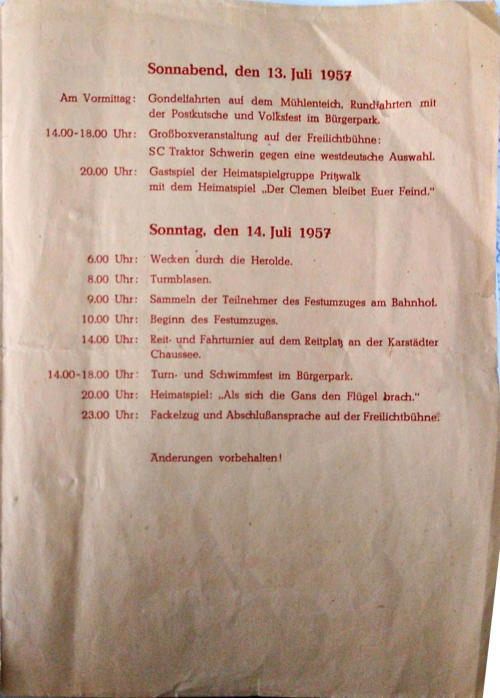 Sonnabend, den 13. Juli 1957
Am Vormittag: Gondelfahrten auf dem Mühlenteich, Rundfahrten mit
der Postkutsche und Volksfest im Bürgerpark.
14.00-18.00 Uhr: Großboxveranstaltung auf der Freilichtbühne:
SC Traktor Schwerin gegen eine westdeutsche Auswahl.
20.00 Uhr: Gastspiel der Heimatspielgruppe Pritzwalk
mit dem Heimatspiel „Der Clemen bleibet Euer Feind."
Sonntag, den 14. Juli 1957
6.00 Uhr: Wecken durch die Herolde.
8.00 Uhr: Turmblasen.
9.00 Uhr: Sammeln der Teilnehmer des Festumzuges am Bahnhof.
10.00 Uhr: Beginn des Festumzuges.
14.00 Uhr: Reit- und Fahrturnier auf dem Reitplatz an der Karstädter
Chaussee.
14.00-18.00 Uhr: Turn- und Schwimmfest im Bürgerpark.
20.00 Uhr: Heimatspiel: „Als sich die Gans den Flügel brach."
23.00 Uhr: Fackelzug und Abschlußansprache auf der Freilichtbühne.
Änderungen vorbehalten!